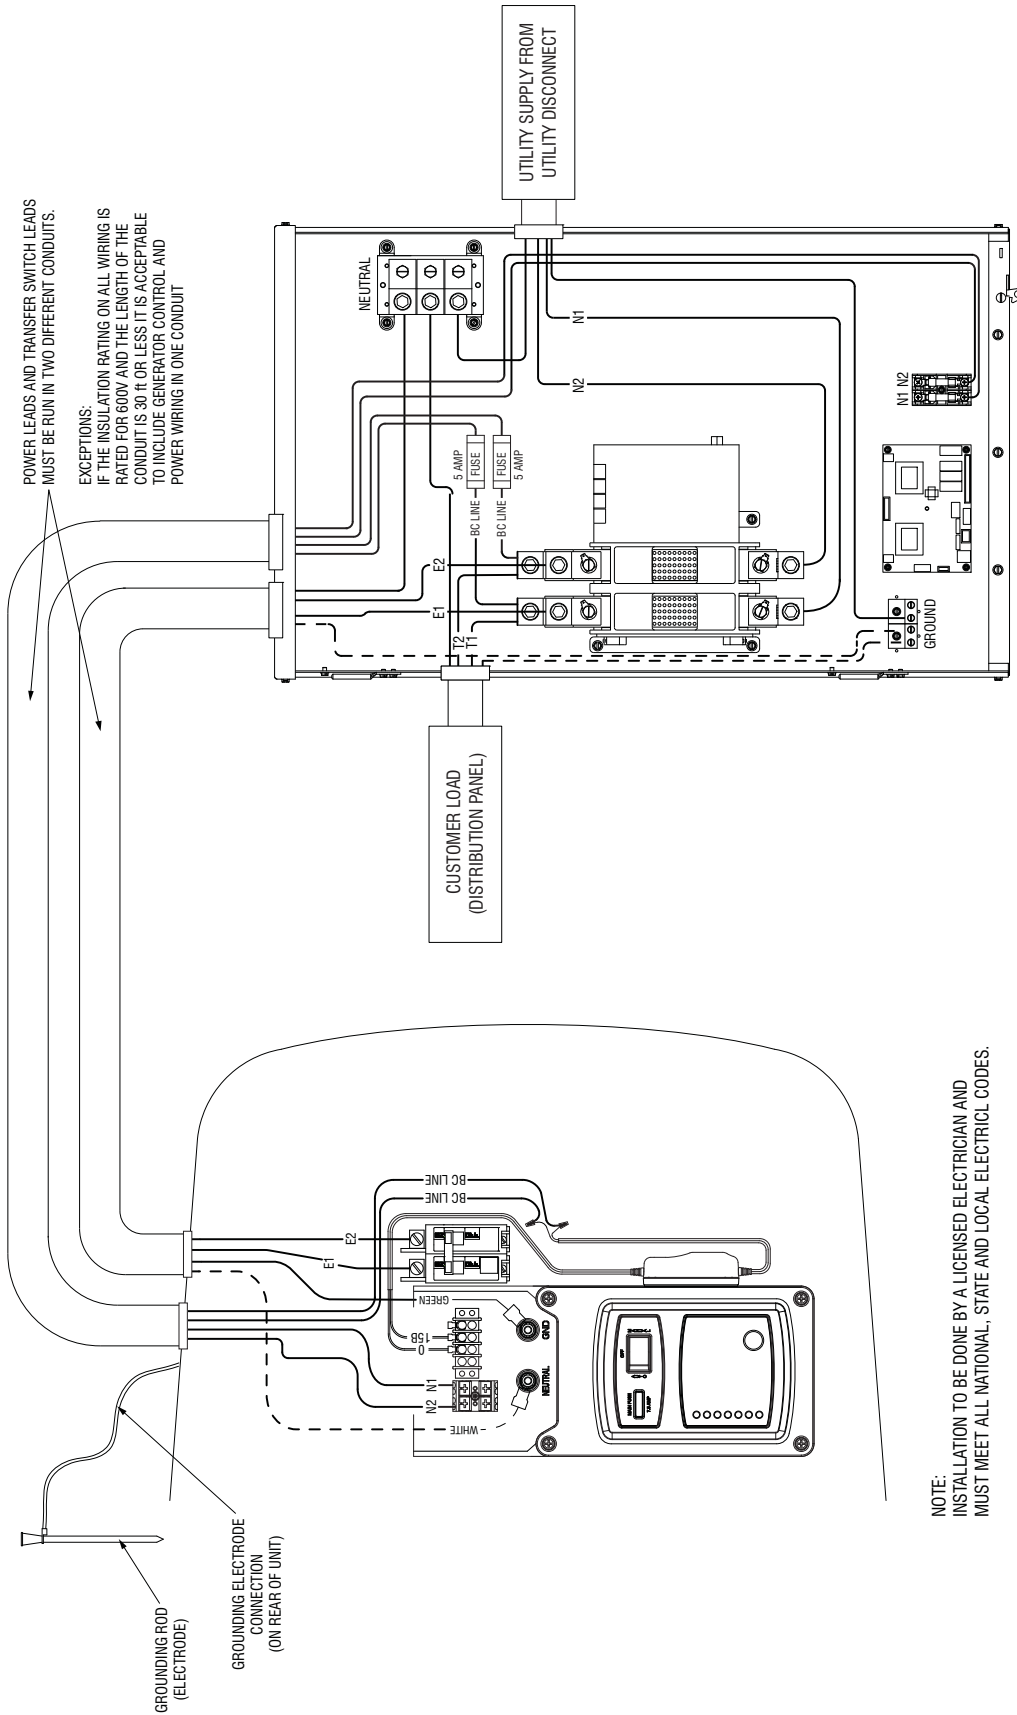 POWER LEADS AND TRANSFER SWITCH LEADS
MUST BE RUN IN TWO DIFFERENT CONDUITS.
EXCEPTIONS:
IF THE INSULATION RATING ON ALL WIRING IS
RATED FOR 600V AND THE LENGTH OF THE
CONDUIT IS 30 ft OR LESS IT IS ACCEPTABLE
TO INCLUDE GENERATOR CONTROL AND
POWER WIRING IN ONE CONDUIT
GROUNDING ROD
(ELECTRODE)
GROUNDING ELECTRODE
CONNECTION
(ON REAR OF UNIT)
E2
E1
BC LINE
BC LINE
GREEN
15B
0
N1
N2
WHITE
GND
NEUTRAL
OFF
CUSTOMER LOAD
(DISTRIBUTION PANEL)
NEUTRAL
UTILITY SUPPLY FROM
UTILITY DISCONNECT
E2
E1
T2
T1
5 AMP
FUSE
BC LINE
FUSE
5 AMP
BC LINE
N1
N2
N1 N2
GROUND
NOTE:
INSTALLATION TO BE DONE BY A LICENSED ELECTRICIAN AND
MUST MEET ALL NATIONAL, STATE AND LOCAL ELECTRICL CODES.